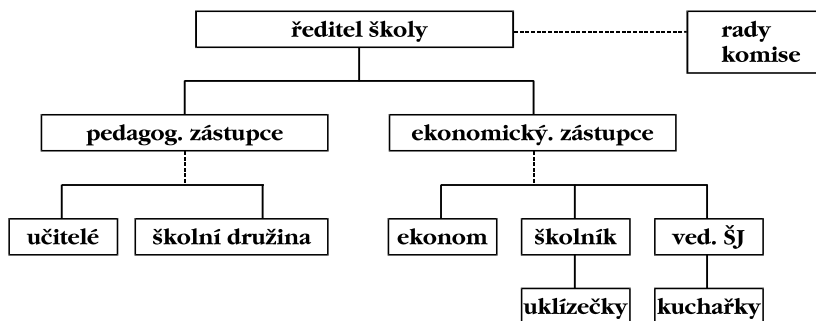 ředitel školy
rady
komise
pedagog. zástupce
ekonomický. zástupce
učitelé
školní družina
ekonom
školník
ved. ŠJ
uklízečky
kuchařky